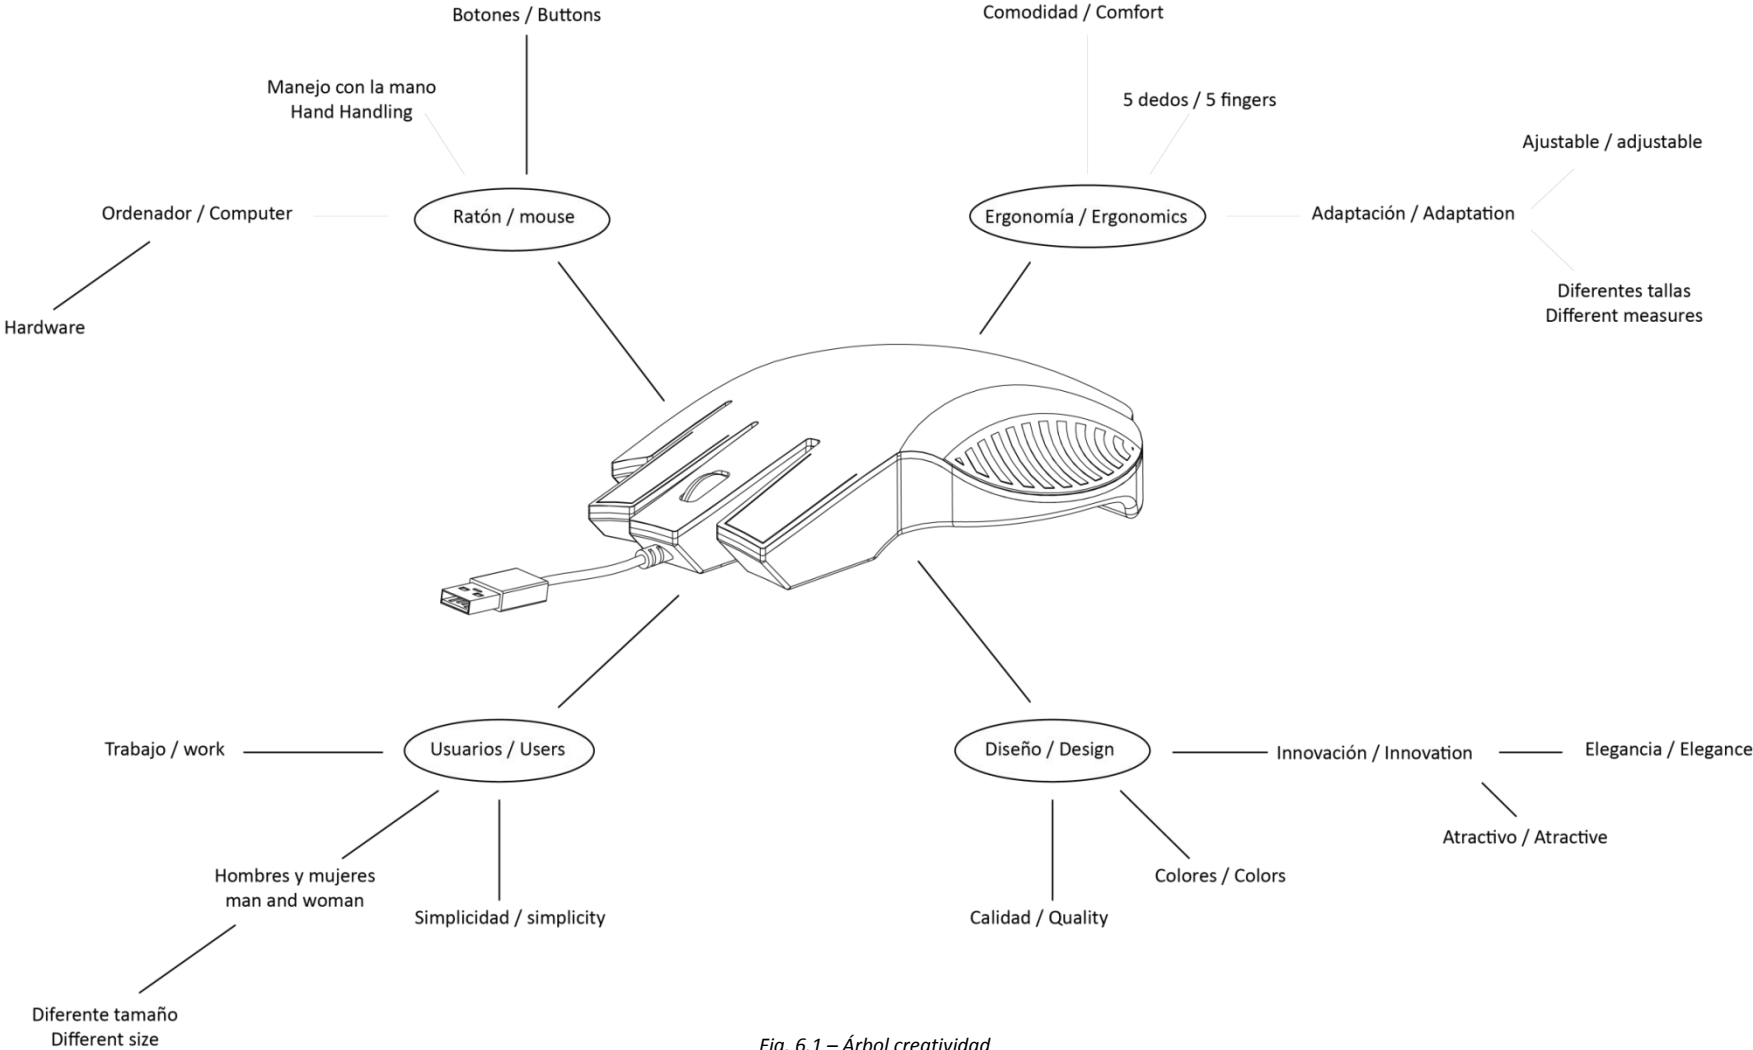 Botones / Buttons
Comodidad / Comfort
Manejo con la mano
Hand Handling
5 dedos / 5 fingers
Ajustable / adjustable
Ordenador / Computer
Ratón / mouse
Ergonomía / Ergonomics
Adaptación / Adaptation
Diferentes tallas
Different measures
Hardware
Trabajo / work
Usuarios / Users
Diseño / Design
Innovación / Innovation
Elegancia / Elegance
Atractivo / Atractive
Hombres y mujeres
man and woman
Colores / Colors
Simplicidad / simplicity
Calidad / Quality
Diferente tamaño
Different size
Fig. 6.1 – Árbol creatividad